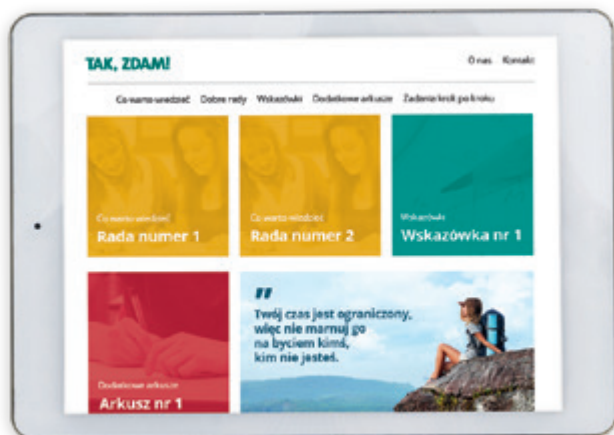 TAK, ZDAM!
O nas Kontakt
Co warto wiedzieć Dobre rady Wskazówki Dodatkowe arkusze Zadania krok po kroku
Co warto wiedzieć
Rada numer 1
Co warto wiedzieć
Rada numer 2
Wskazówki
Wskazówka nr 1
Dodatkowe arkusze
Arkusz nr 1
"
Twój czas jest ograniczony,
więc nie marnuj go
na byciem kimś,
kim nie jesteś.